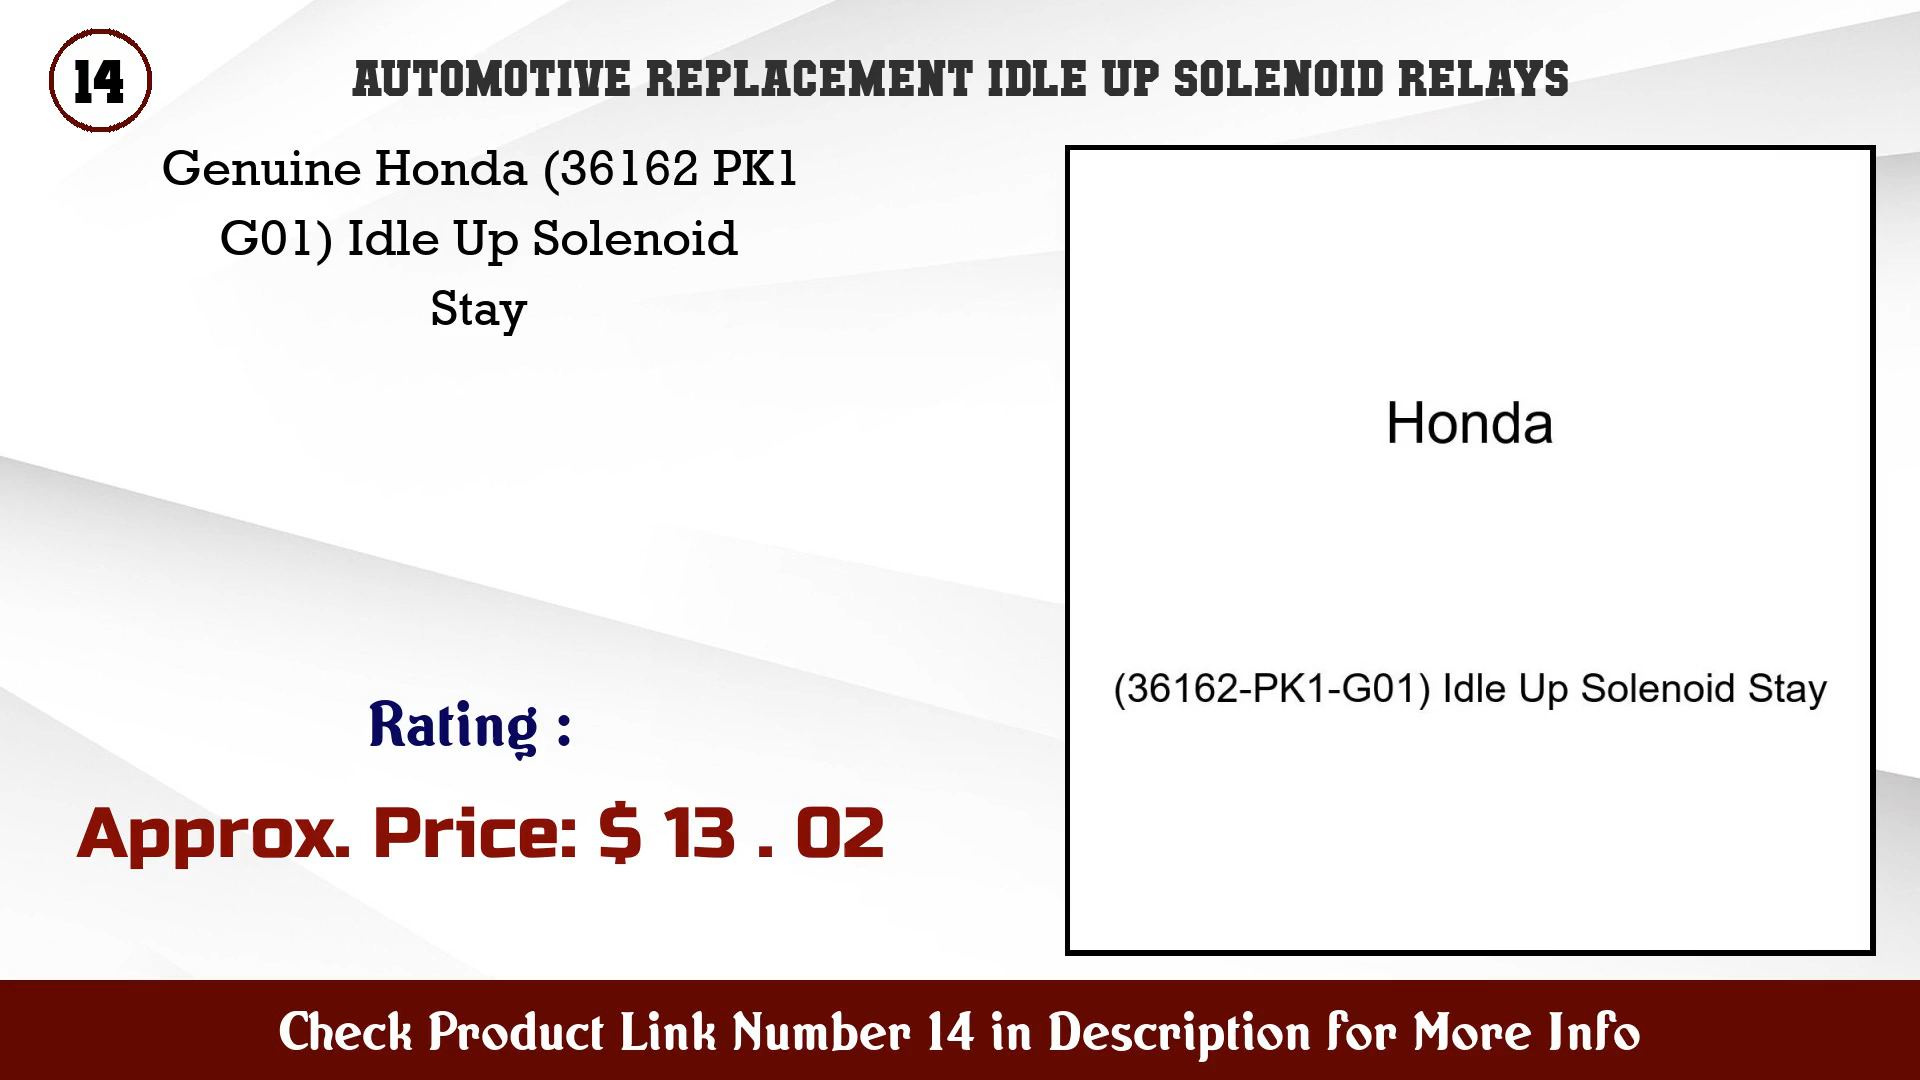 14
AUTOMOTIVE REPLACEMENT IDLE UP SOLENOID RELAYS
Genuine Honda (36162 PK1
G01) Idle Up Solenoid
Stay
Honda
(36162-PK1-G01) Idle Up Solenoid Stay
Rating :
Approx. Price: $ 13 . 02
Check Product Link Number 14 in Description for More Info